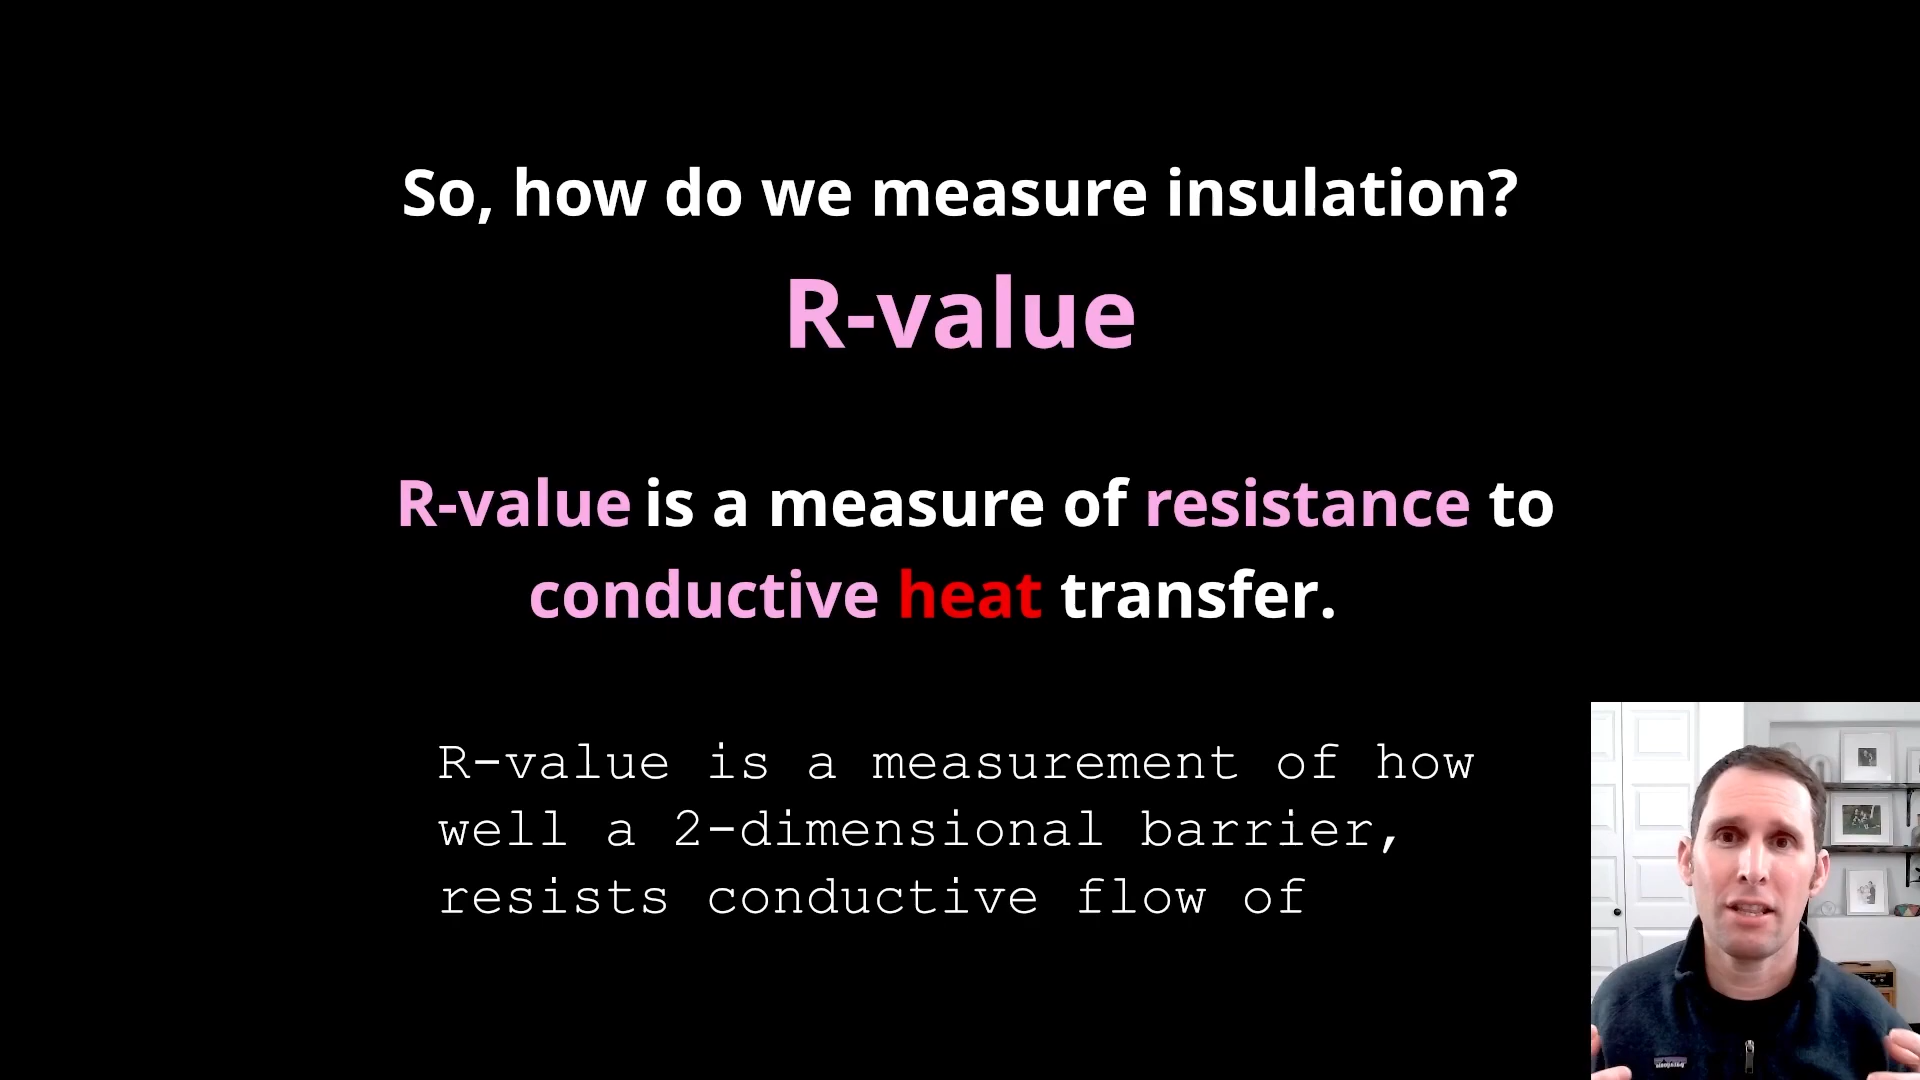 So, how do we measure insulation?
R-value
R-value is a measure of resistance to
conductive heat transfer.
R-value is a measurement of how
well a 2-dimensional barrier,
resists conductive flow of